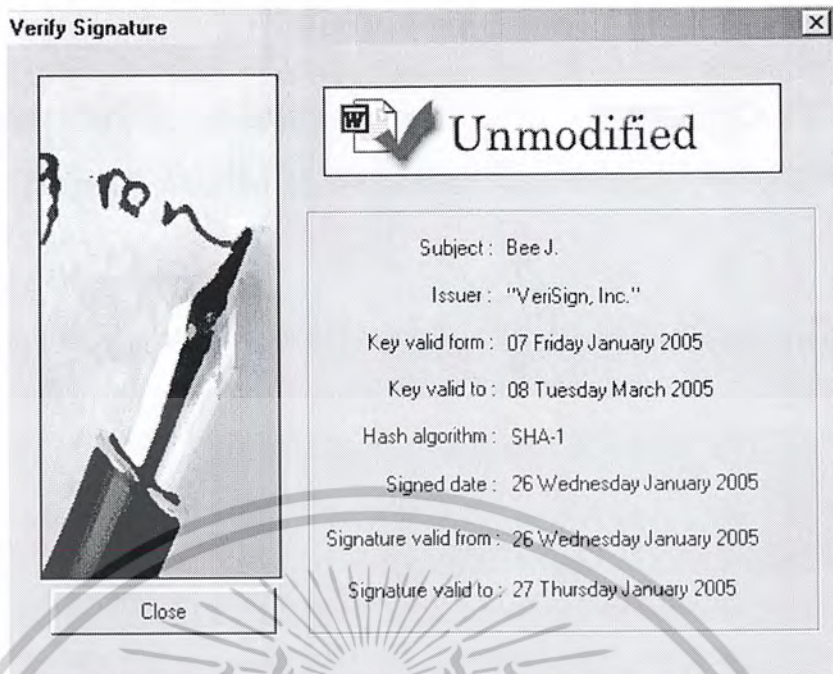 Verify Signature
g ron
W
Unmodified
Subject : Bee J.
Issuer : "VeriSign, Inc."
Key valid form : 07 Friday January 2005
Key valid to : 08 Tuesday March 2005
Hash algorithm : SHA-1
Signed date : 26 Wednesday January 2005
Signature valid from : 26 Wednesday January 2005
Signature valid to : 27 Thursday January 2005
Close